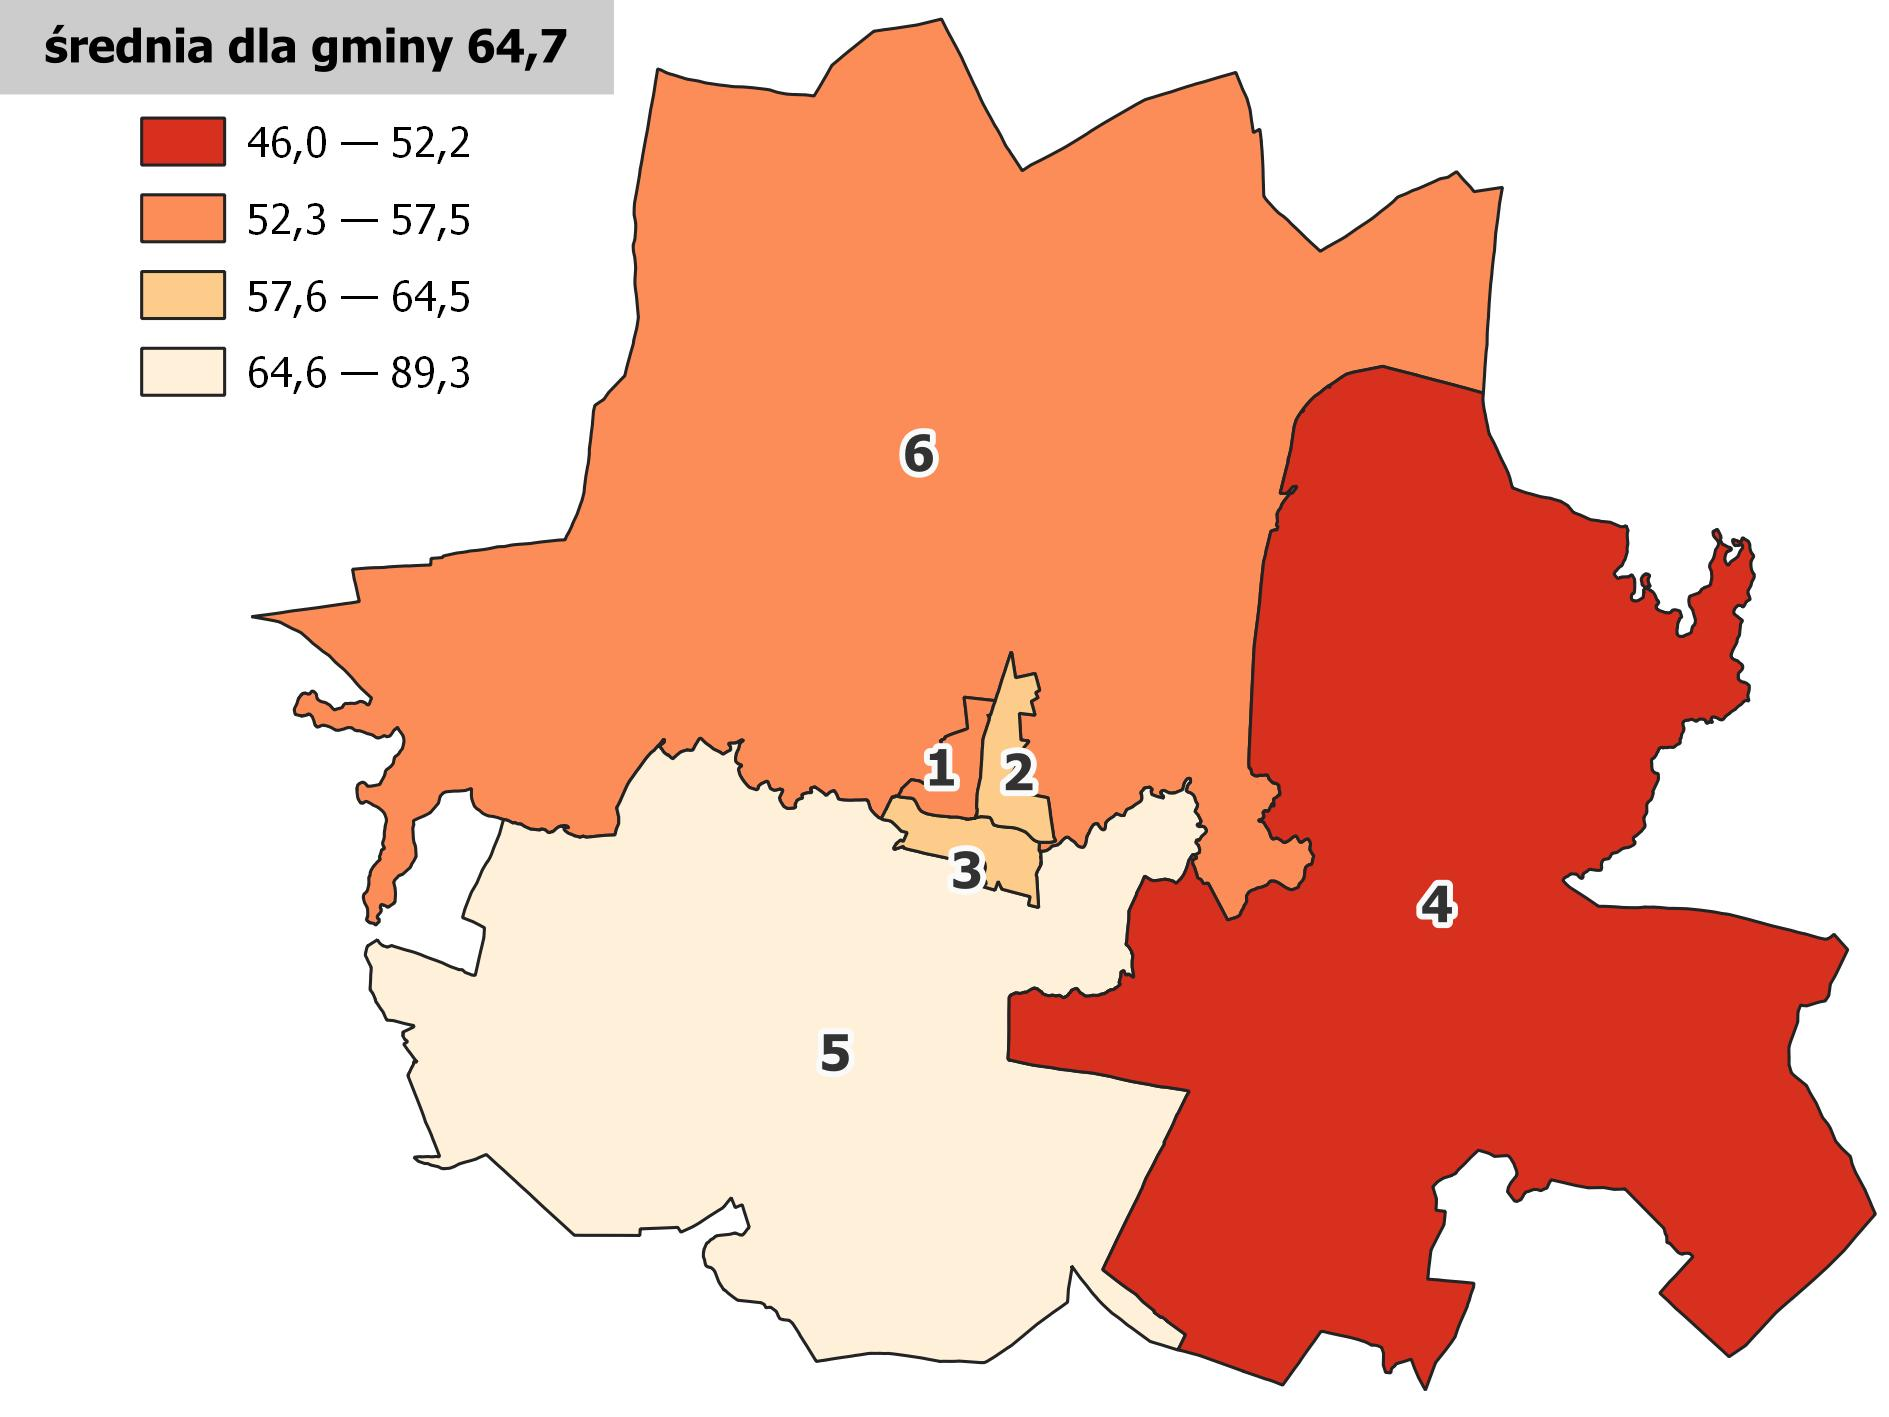 średnia dla gminy 64,7
46,0 — 52,2
52,3 — 57,5
57,6 — 64,5
64,6 — 89,3
6
1
2
3
4
5